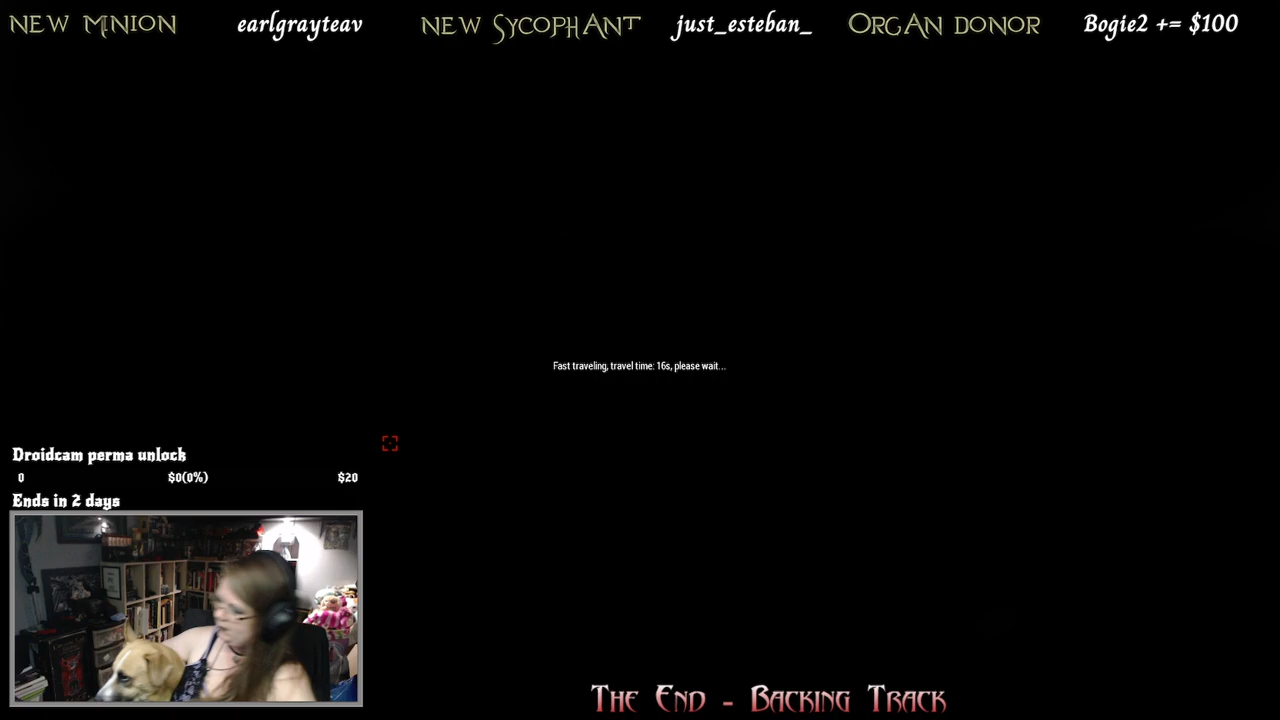 NEW MINION earlgrayteav NEW SYCOPHANT just_esteban_ ORGAN DONOR Bogie2 += $100
Fast traveling, travel time: 16s, please wait...
Droidcam perma unlock
0 $0(0%) $20
Ends in 2 days
THE END - BACKING TRACK